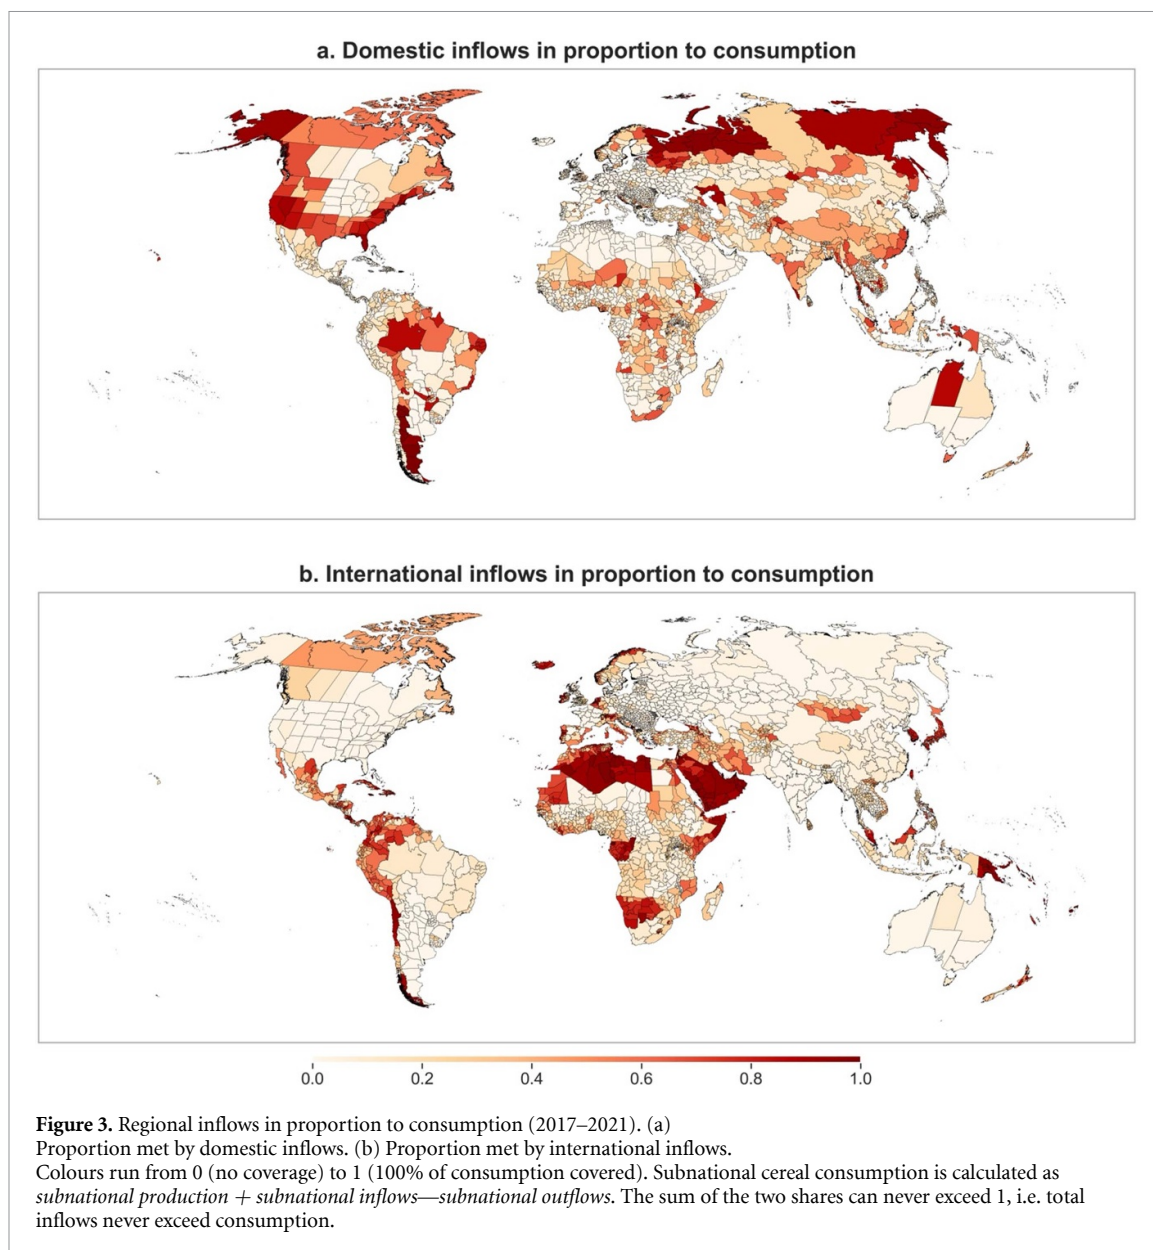 a. Domestic inflows in proportion to consumption
b. International inflows in proportion to consumption
0.0 0.2 0.4 0.6 0.8 1.0
Figure 3. Regional inflows in proportion to consumption (2017–2021). (a)
Proportion met by domestic inflows. (b) Proportion met by international inflows.
Colours run from 0 (no coverage) to 1 (100% of consumption covered). Subnational cereal consumption is calculated as
subnational production + subnational inflows—subnational outflows. The sum of the two shares can never exceed 1, i.e. total
inflows never exceed consumption.